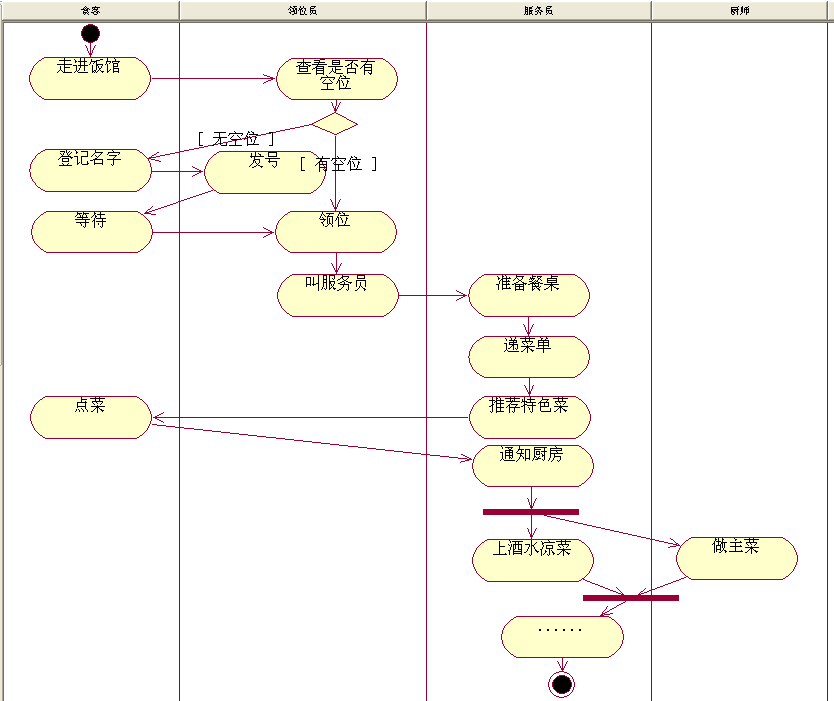 食客
领位员
服务员
厨师
走进饭馆
查看是否有
空位
[ 无空位 ]
登记名字
发号
[ 有空位 ]
等待
领位
叫服务员
准备餐桌
递菜单
点菜
推荐特色菜
通知厨房
上酒水凉菜
做主菜
······